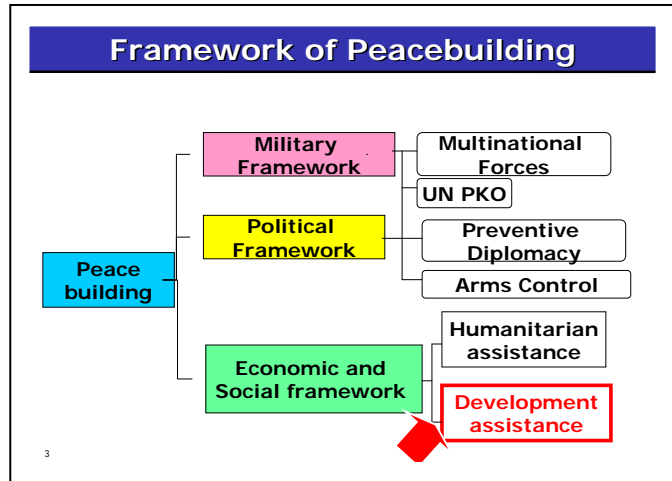 Framework of Peacebuilding
Military
Framework
Multinational
Forces
UN PKO
Political
Framework
Preventive
Diplomacy
Peace
building
Arms Control
Humanitarian
assistance
Economic and
Social framework
Development
assistance
3